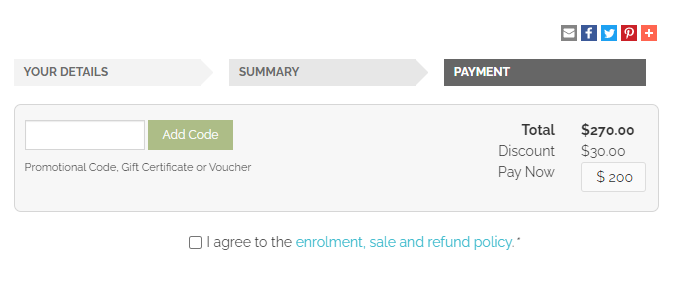 YOUR DETAILS
SUMMARY
PAYMENT
Add Code
Promotional Code, Gift Certificate or Voucher
Total $270.00
Discount $30.00
Pay Now $ 200
I agree to the enrolment, sale and refund policy. *